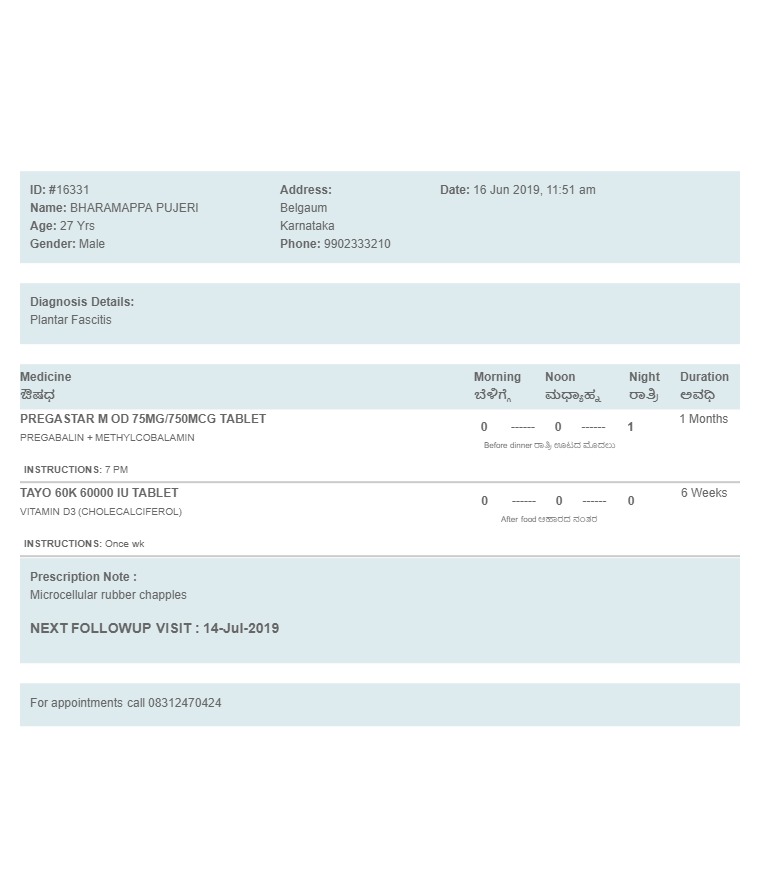 ID: #16331
Name: BHARAMAPPA PUJERI
Age: 27 Yrs
Gender: Male
Address:
Belgaum
Karnataka
Phone: 9902333210
Date: 16 Jun 2019, 11:51 am
Diagnosis Details:
Plantar Fascitis
Medicine Morning Noon Night Duration
ಔಷಧ ಬೆಳಿಗ್ಗೆ ಮಧ್ಯಾಹ್ನ ರಾತ್ರಿ ಅವಧಿ
PREGASTAR M OD 75MG/750MCG TABLET 1 Months
0 ------ 0 ------ 1
PREGABALIN + METHYLCOBALAMIN
Before dinner ರಾತ್ರಿ ಊಟದ ಮೊದಲು
INSTRUCTIONS: 7 PM
TAYO 60K 60000 IU TABLET 6 Weeks
0 ------ 0 ------ 0
VITAMIN D3 (CHOLECALCIFEROL)
After food ಆಹಾರದ ನಂತರ
INSTRUCTIONS: Once wk
Prescription Note :
Microcellular rubber chapples
NEXT FOLLOWUP VISIT : 14-Jul-2019
For appointments call 08312470424